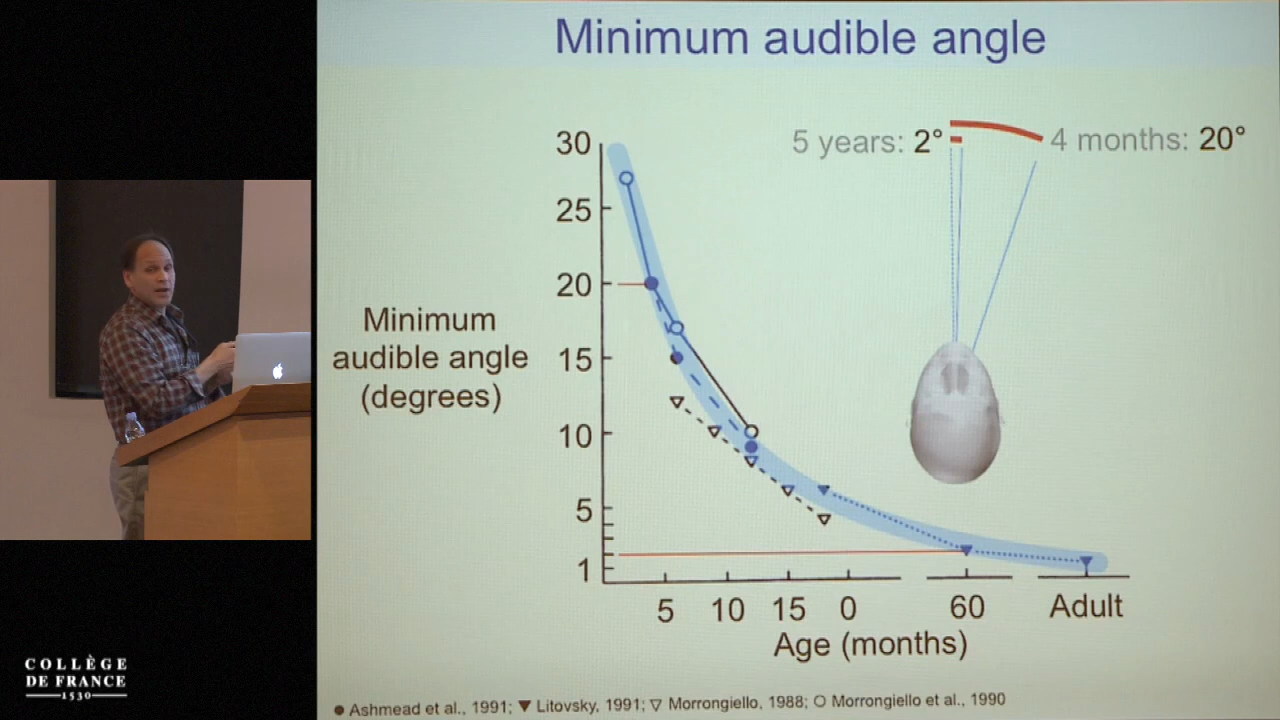 Minimum audible angle
5 years: 2°
4 months: 20°
30
25
20
15
10
5
1
Minimum
audible angle
(degrees)
5 10 15 0 60 Adult
Age (months)
● Ashmead et al., 1991; ▼ Litovsky, 1991; ▽ Morrongiello, 1988; ○ Morrongiello et al., 1990
COLLÈGE
DE FRANCE
1530